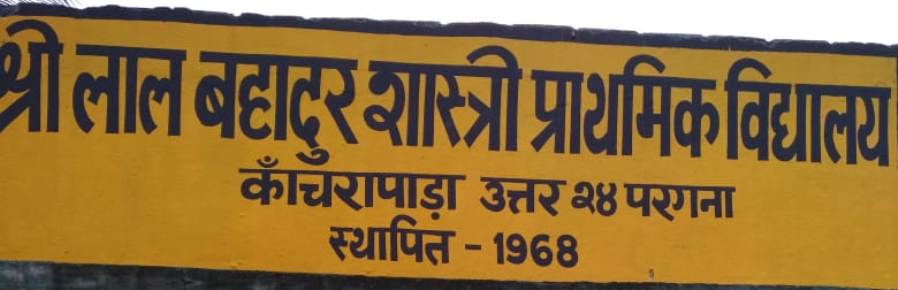 श्री लाल बहादुर शास्त्री प्राथमिक विद्यालय
काँचरापाड़ा उत्तर २४ परगना
स्थापित - 1968